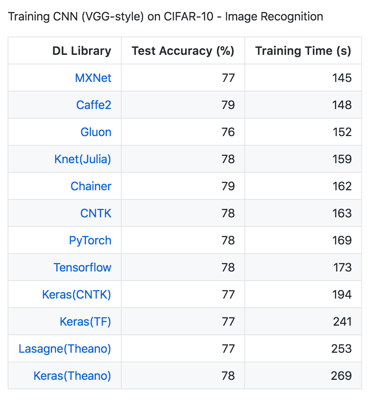 Training CNN (VGG-style) on CIFAR-10 - Image Recognition
DL Library Test Accuracy (%) Training Time (s)
MXNet 77 145
Caffe2 79 148
Gluon 76 152
Knet(Julia) 78 159
Chainer 79 162
CNTK 78 163
PyTorch 78 169
Tensorflow 78 173
Keras(CNTK) 77 194
Keras(TF) 77 241
Lasagne(Theano) 77 253
Keras(Theano) 78 269